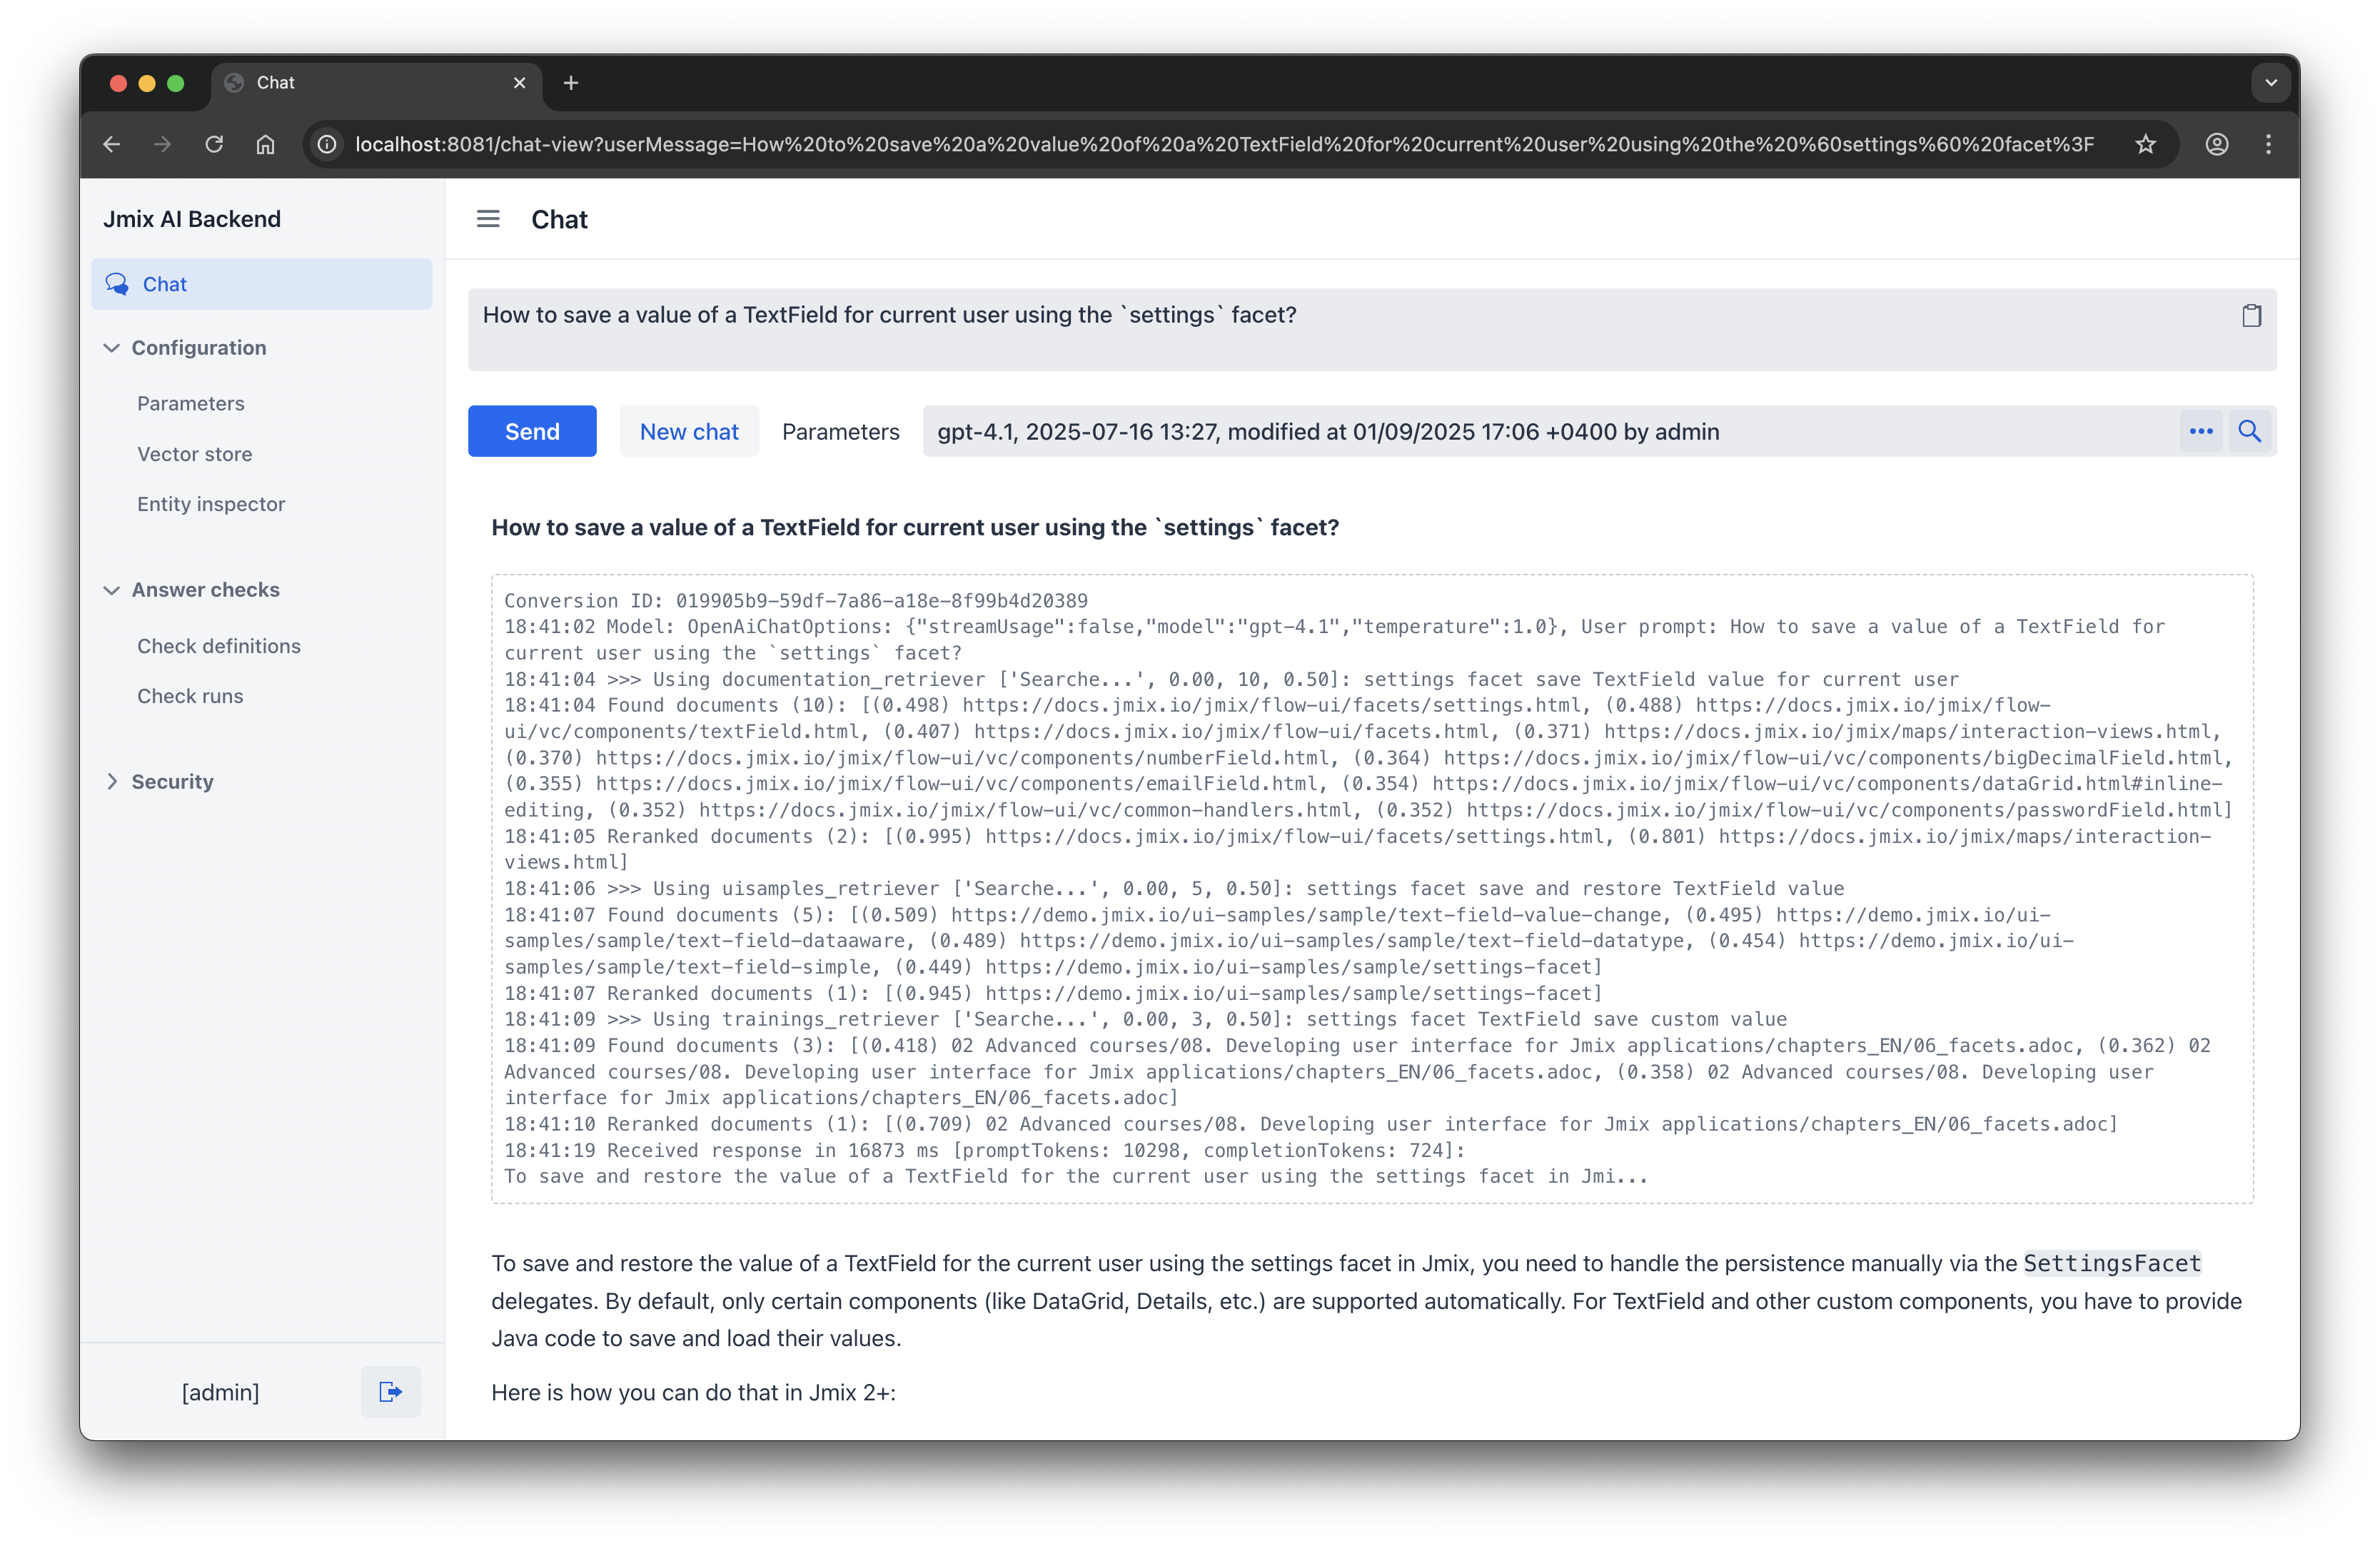 Chat
localhost:8081/chat-view?userMessage=How%20to%20save%20a%20value%20of%20a%20TextField%20for%20current%20user%20using%20the%20%60settings%60%20facet%3F
Jmix AI Backend
Chat
Configuration
Parameters
Vector store
Entity inspector
Answer checks
Check definitions
Check runs
Security
[admin]
Chat
How to save a value of a TextField for current user using the `settings` facet?
Send
New chat
Parameters
gpt-4.1, 2025-07-16 13:27, modified at 01/09/2025 17:06 +0400 by admin
How to save a value of a TextField for current user using the `settings` facet?
Conversion ID: 019905b9-59df-7a86-a18e-8f99b4d20389
18:41:02 Model: OpenAiChatOptions: {"streamUsage":false,"model":"gpt-4.1","temperature":1.0}, User prompt: How to save a value of a TextField for
current user using the `settings` facet?
18:41:04 >>> Using documentation_retriever ['Searche...', 0.00, 10, 0.50]: settings facet save TextField value for current user
18:41:04 Found documents (10): [(0.498) https://docs.jmix.io/jmix/flow-ui/facets/settings.html, (0.488) https://docs.jmix.io/jmix/flow-
ui/vc/components/textField.html, (0.407) https://docs.jmix.io/jmix/flow-ui/facets.html, (0.371) https://docs.jmix.io/jmix/maps/interaction-views.html,
(0.370) https://docs.jmix.io/jmix/flow-ui/vc/components/numberField.html, (0.364) https://docs.jmix.io/jmix/flow-ui/vc/components/bigDecimalField.html,
(0.355) https://docs.jmix.io/jmix/flow-ui/vc/components/emailField.html, (0.354) https://docs.jmix.io/jmix/flow-ui/vc/components/dataGrid.html#inline-
editing, (0.352) https://docs.jmix.io/jmix/flow-ui/vc/common-handlers.html, (0.352) https://docs.jmix.io/jmix/flow-ui/vc/components/passwordField.html]
18:41:05 Reranked documents (2): [(0.995) https://docs.jmix.io/jmix/flow-ui/facets/settings.html, (0.801) https://docs.jmix.io/jmix/maps/interaction-
views.html]
18:41:06 >>> Using uisamples_retriever ['Searche...', 0.00, 5, 0.50]: settings facet save and restore TextField value
18:41:07 Found documents (5): [(0.509) https://demo.jmix.io/ui-samples/sample/text-field-value-change, (0.495) https://demo.jmix.io/ui-
samples/sample/text-field-dataaware, (0.489) https://demo.jmix.io/ui-samples/sample/text-field-datatype, (0.454) https://demo.jmix.io/ui-
samples/sample/text-field-simple, (0.449) https://demo.jmix.io/ui-samples/sample/settings-facet]
18:41:07 Reranked documents (1): [(0.945) https://demo.jmix.io/ui-samples/sample/settings-facet]
18:41:09 >>> Using trainings_retriever ['Searche...', 0.00, 3, 0.50]: settings facet TextField save custom value
18:41:09 Found documents (3): [(0.418) 02 Advanced courses/08. Developing user interface for Jmix applications/chapters_EN/06_facets.adoc, (0.362) 02
Advanced courses/08. Developing user interface for Jmix applications/chapters_EN/06_facets.adoc, (0.358) 02 Advanced courses/08. Developing user
interface for Jmix applications/chapters_EN/06_facets.adoc]
18:41:10 Reranked documents (1): [(0.709) 02 Advanced courses/08. Developing user interface for Jmix applications/chapters_EN/06_facets.adoc]
18:41:19 Received response in 16873 ms [promptTokens: 10298, completionTokens: 724]:
To save and restore the value of a TextField for the current user using the settings facet in Jmi...
To save and restore the value of a TextField for the current user using the settings facet in Jmix, you need to handle the persistence manually via the SettingsFacet
delegates. By default, only certain components (like DataGrid, Details, etc.) are supported automatically. For TextField and other custom components, you have to provide
Java code to save and load their values.
Here is how you can do that in Jmix 2+: